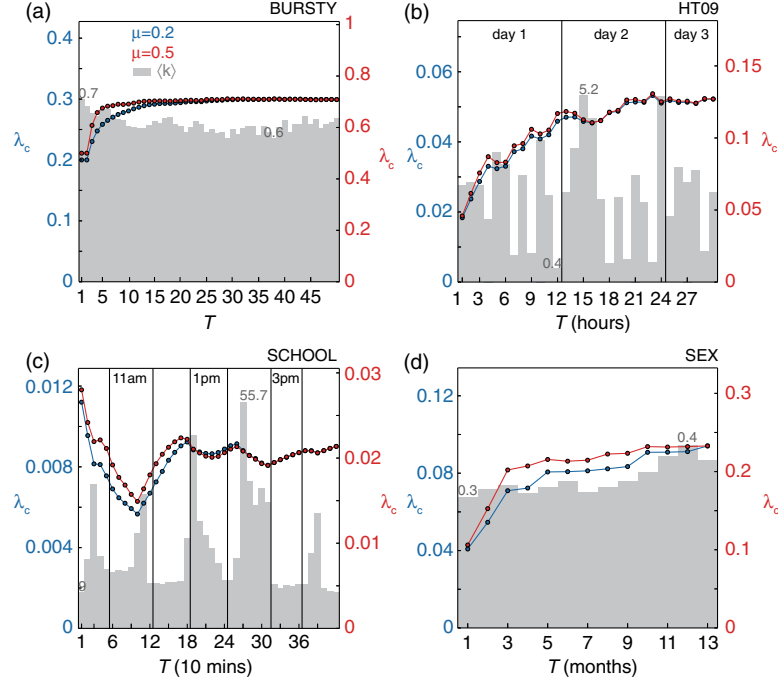 (a) BURSTY
μ=0.2
μ=0.5
⟨k⟩
0.7
0.6
0.4
0.3
0.2
0.1
0
λc
1
0.8
0.6
0.4
0.2
0
λc
1 5 10 15 20 25 30 35 40 45
T
(b) HT09
day 1 day 2 day 3
5.2
0.4
0.06
0.04
0.02
0
λc
0.15
0.10
0.05
0
λc
1 3 6 9 12 15 18 21 24 27
T (hours)
(c) SCHOOL
11am 1pm 3pm
55.7
9
0.012
0.008
0.004
0
λc
0.03
0.02
0.01
0
λc
1 6 12 18 24 30 36
T (10 mins)
(d) SEX
0.3
0.4
0.12
0.08
0.04
0
λc
0.3
0.2
0.1
0
λc
1 3 5 7 9 11 13
T (months)